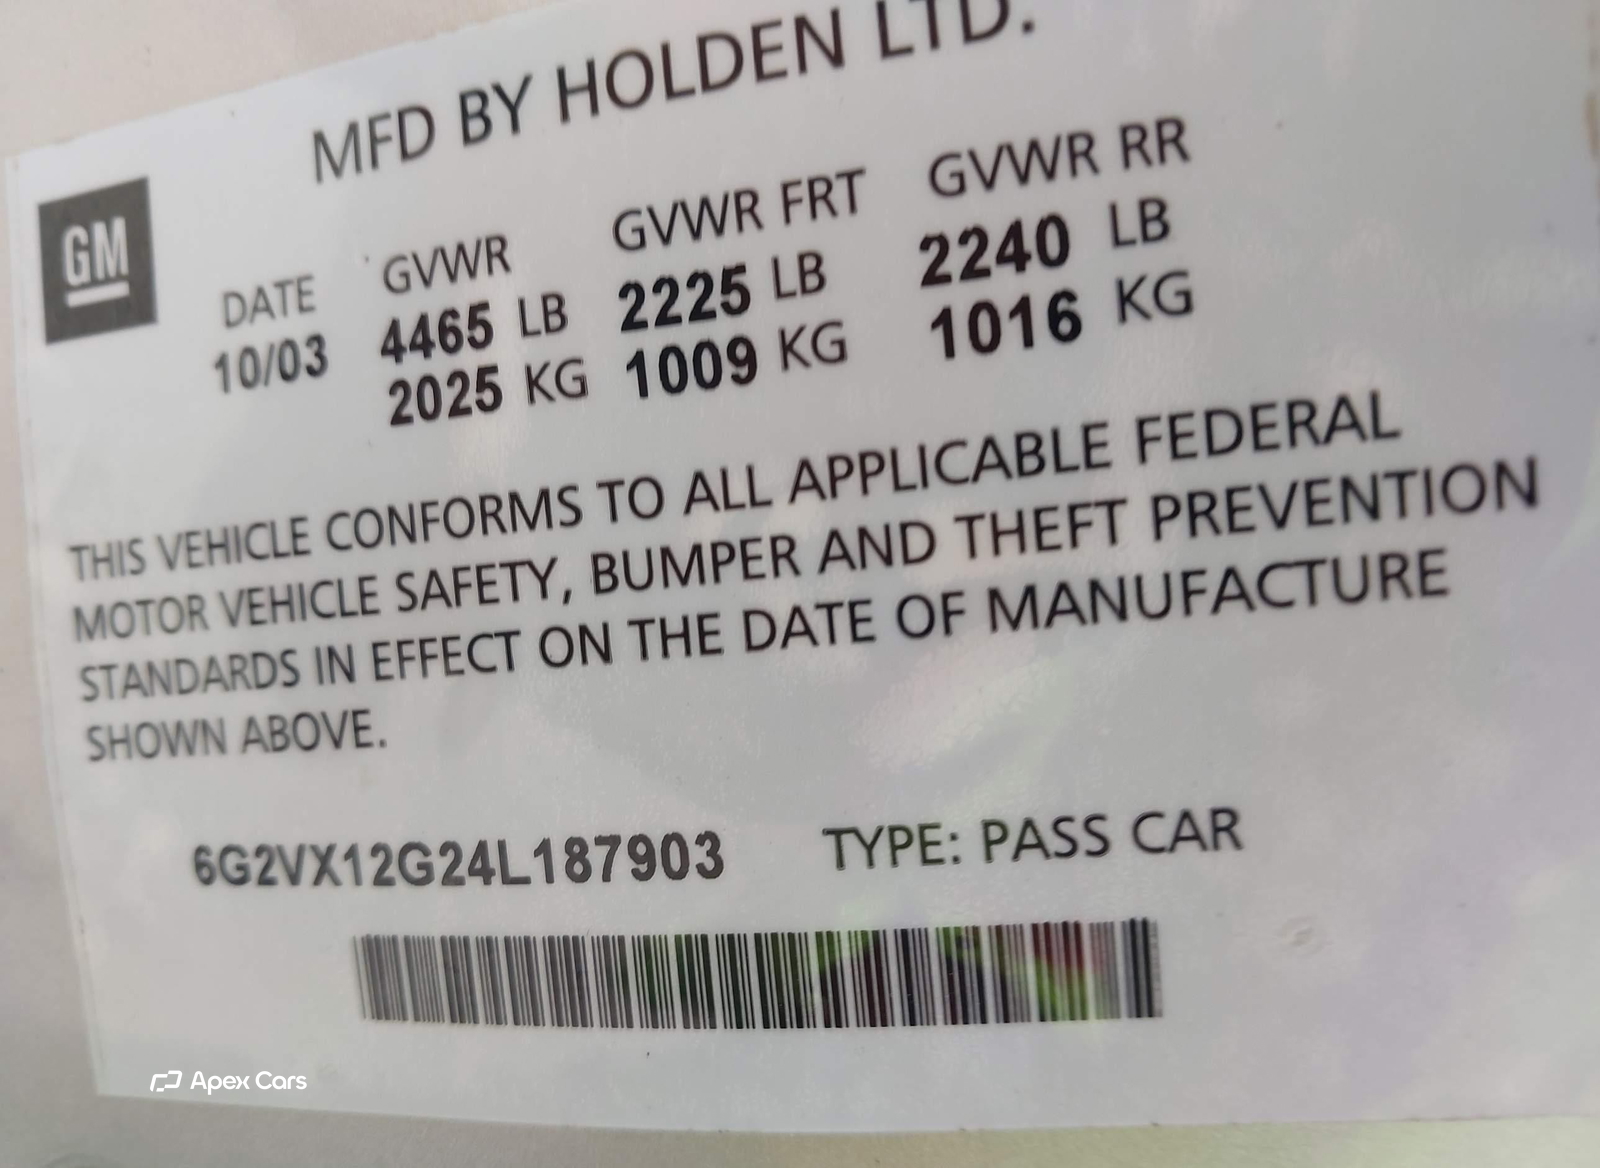 MFD BY HOLDEN LTD.
GM
DATE GVWR GVWR FRT GVWR RR
10/03 4465 LB 2225 LB 2240 LB
2025 KG 1009 KG 1016 KG
THIS VEHICLE CONFORMS TO ALL APPLICABLE FEDERAL
MOTOR VEHICLE SAFETY, BUMPER AND THEFT PREVENTION
STANDARDS IN EFFECT ON THE DATE OF MANUFACTURE
SHOWN ABOVE.
6G2VX12G24L187903 TYPE: PASS CAR
Apex Cars